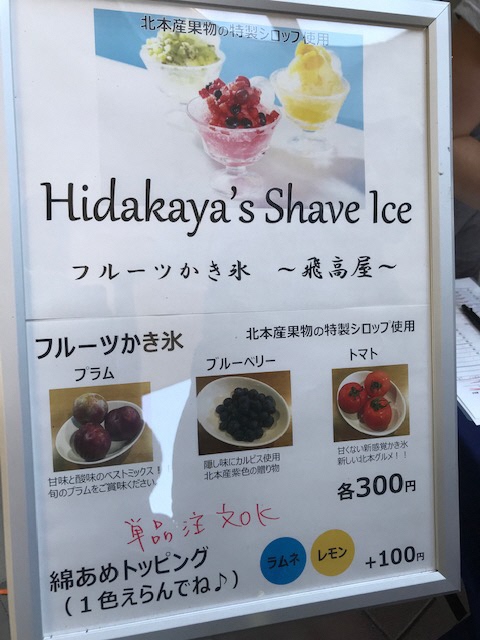 北本産果物の特製シロップ使用
Hidakaya's Shave Ice
フルーツかき氷 ～飛高屋～
フルーツかき氷
北本産果物の特製シロップ使用
プラム
ブルーベリー
トマト
甘味と酸味のベストミックス！
旬のプラムをご賞味ください
隠し味にカルピス使用
北本産紫色の贈り物
甘くない新感覚かき氷
新しい北本グルメ！！
各300円
単品注文OK
綿あめトッピング
（１色えらんでね♪）
ラムネ
レモン
+100円